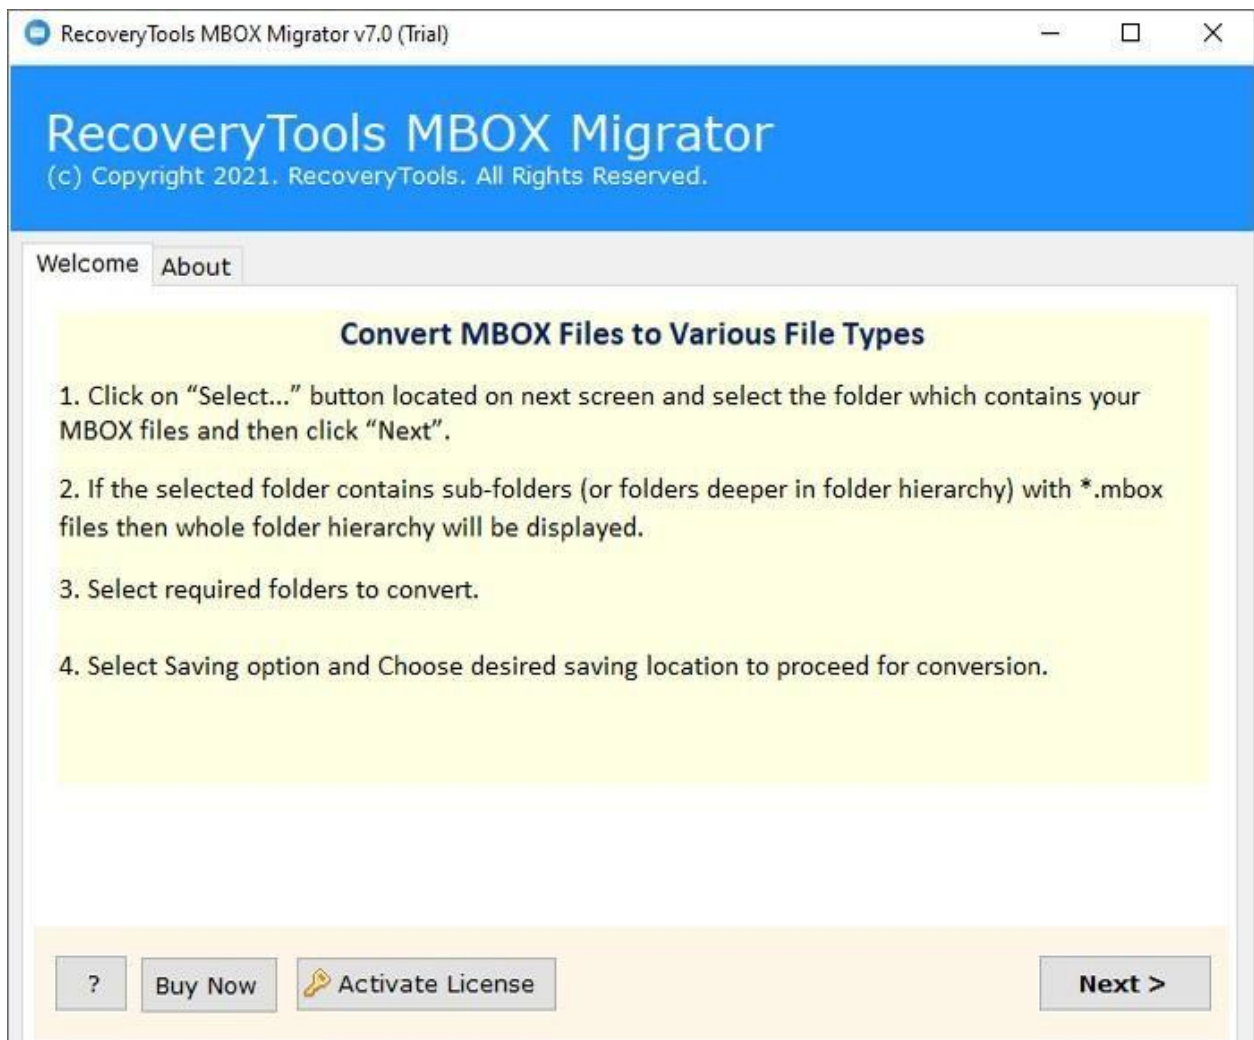 RecoveryTools MBOX Migrator v7.0 (Trial)
RecoveryTools MBOX Migrator
(c) Copyright 2021. RecoveryTools. All Rights Reserved.
Welcome About
Convert MBOX Files to Various File Types
1. Click on “Select...” button located on next screen and select the folder which contains your
MBOX files and then click “Next”.
2. If the selected folder contains sub-folders (or folders deeper in folder hierarchy) with *.mbox
files then whole folder hierarchy will be displayed.
3. Select required folders to convert.
4. Select Saving option and Choose desired saving location to proceed for conversion.
? Buy Now Activate License Next >